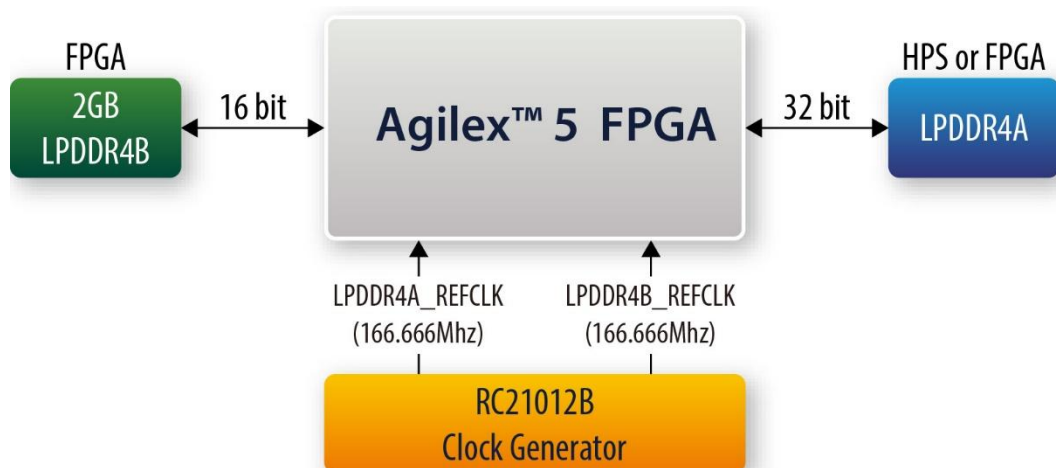 FPGA
2GB
LPDDR4B
16 bit
Agilex™ 5 FPGA
32 bit
HPS or FPGA
LPDDR4A
LPDDR4A_REFCLK
(166.666Mhz)
LPDDR4B_REFCLK
(166.666Mhz)
RC21012B
Clock Generator